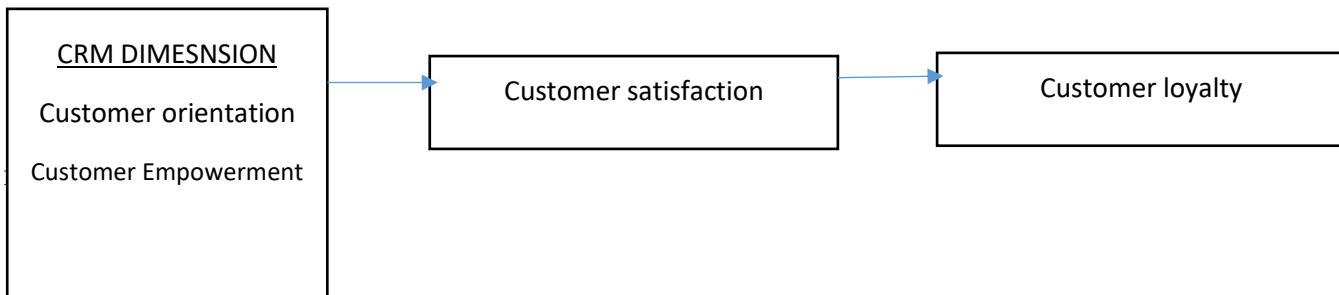 CRM DIMESNSION
Customer orientation
Customer Empowerment
Customer satisfaction
Customer loyalty